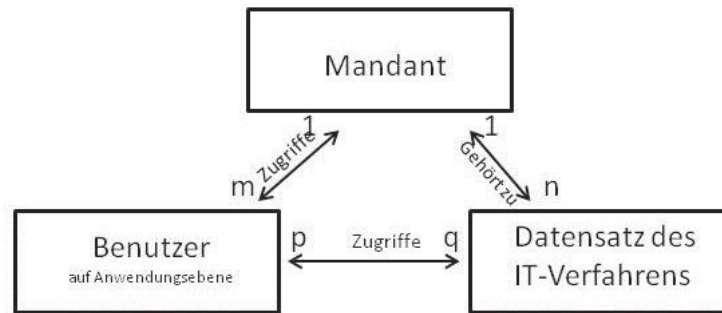 Mandant
1
1
Zugriffe
Gehört zu
m
n
Benutzer
auf Anwendungsebene
p
Zugriffe
q
Datensatz des
IT-Verfahrens